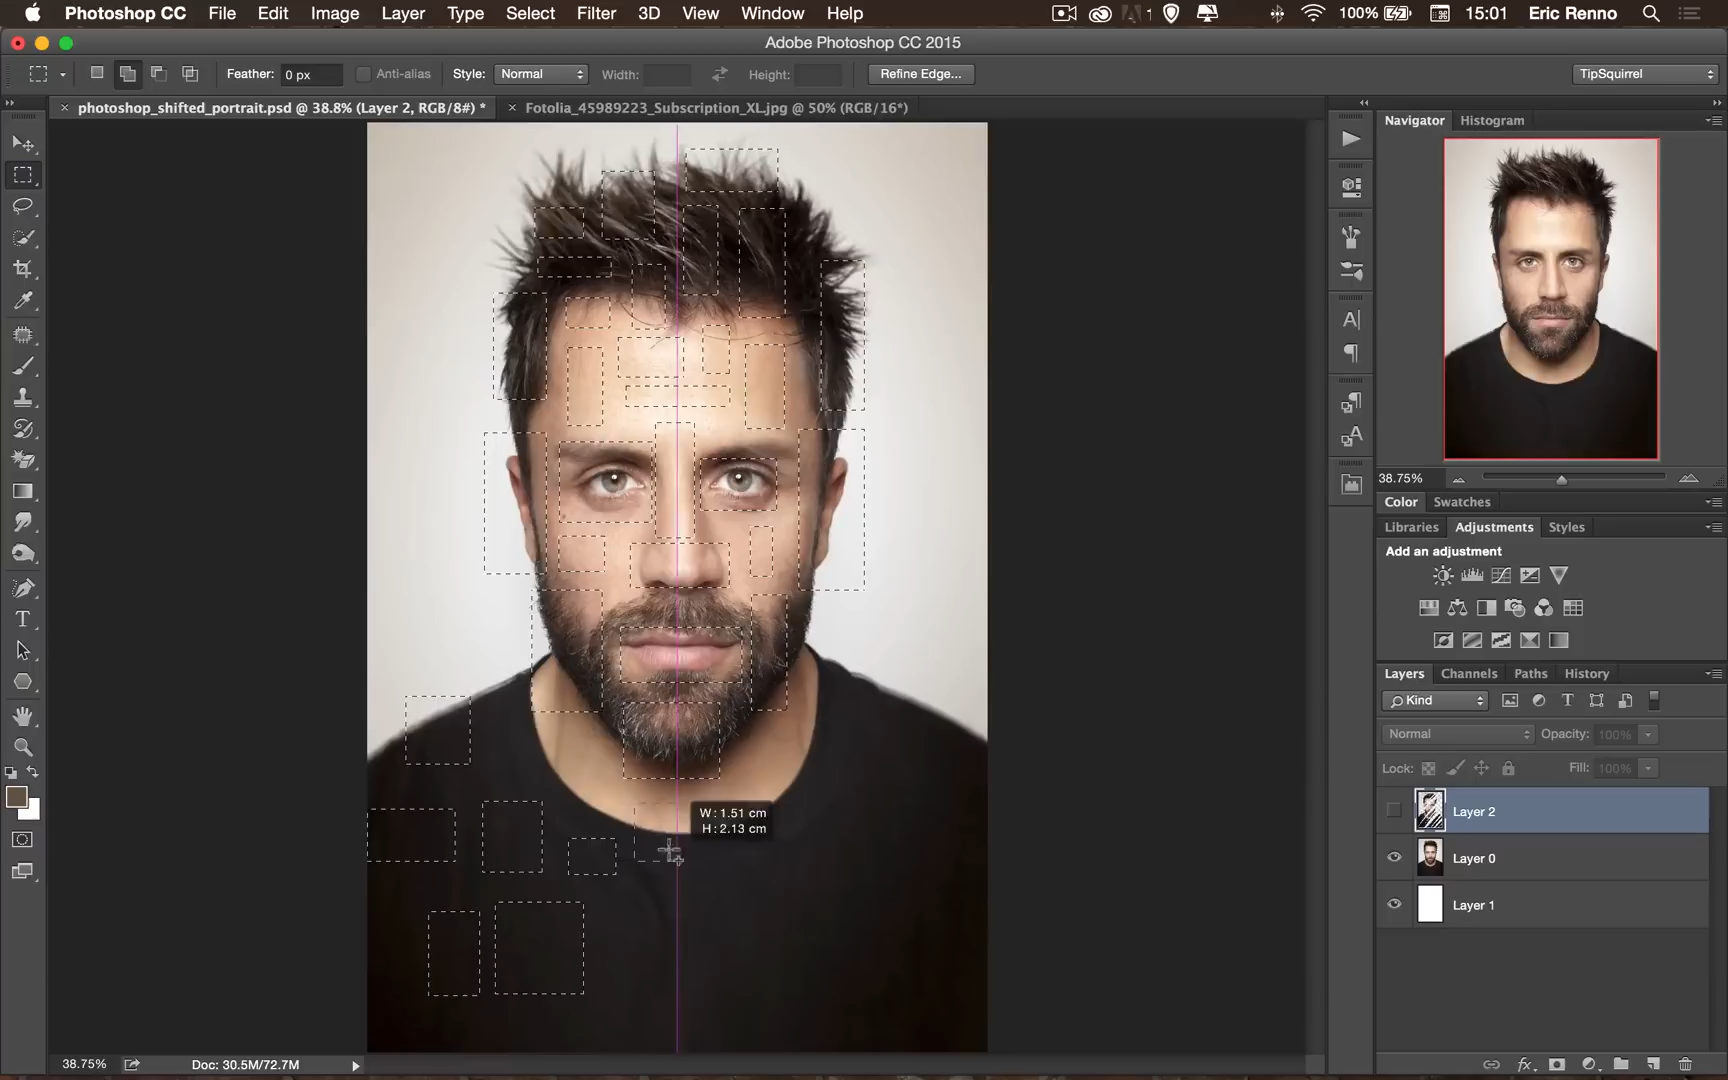 Photoshop CC File Edit Image Layer Type Select Filter 3D View Window Help 1 100% 15:01 Eric Renno
Adobe Photoshop CC 2015
Feather: 0 px Anti-alias Style: Normal Width: Height: Refine Edge... TipSquirrel
photoshop_shifted_portrait.psd @ 38.8% (Layer 2, RGB/8#) * Fotolia_45989223_Subscription_XL.jpg @ 50% (RGB/16*)
Navigator Histogram
38.75%
Color Swatches
Libraries Adjustments Styles
Add an adjustment
Layers Channels Paths History
Kind
Normal Opacity: 100%
Lock: Fill: 100%
Layer 2
Layer 0
Layer 1
W: 1.51 cm
H: 2.13 cm
38.75% Doc: 30.5M/72.7M